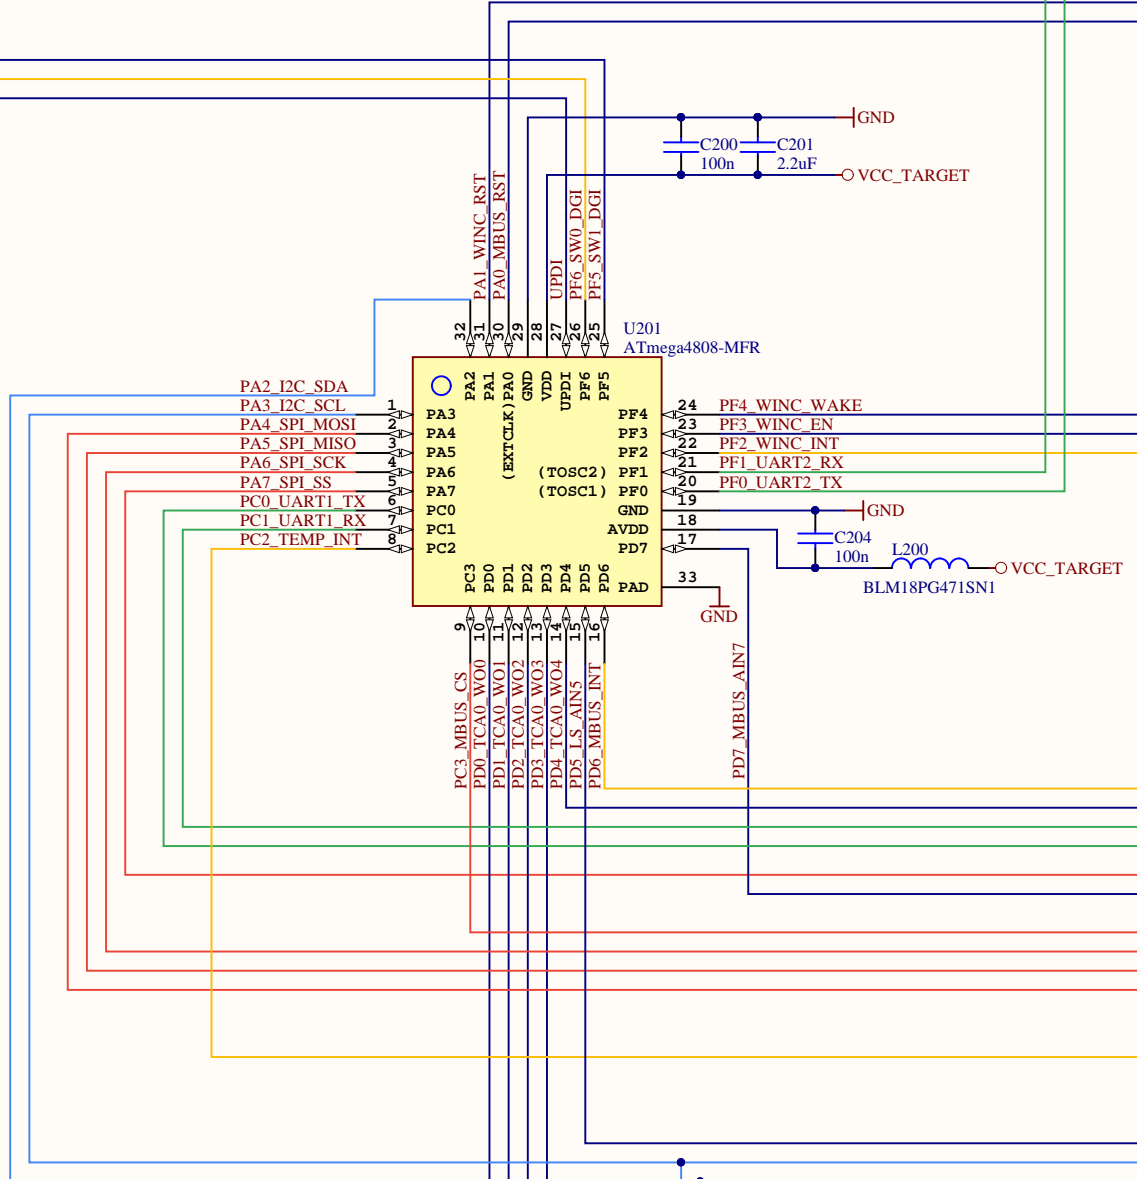 GND
C200
100n
C201
2.2uF
VCC_TARGET
PA1_WINC_RST
PA0_MBUS_RST
UPDI
PF6_SW0_DGI
PF5_SW1_DGI
32
31
30
29
28
27
26
25
U201
ATmega4808-MFR
PA2
PA1
(EXTCLK)PA0
GND
VDD
UPDI
PF6
PF5
PA2_I2C_SDA
PA3_I2C_SCL 1 PA3
PA4_SPI_MOSI 2 PA4
PA5_SPI_MISO 3 PA5
PA6_SPI_SCK 4 PA6
PA7_SPI_SS 5 PA7
PC0_UART1_TX 6 PC0
PC1_UART1_RX 7 PC1
PC2_TEMP_INT 8 PC2
PF4 24 PF4_WINC_WAKE
PF3 23 PF3_WINC_EN
PF2 22 PF2_WINC_INT
(TOSC2) PF1 21 PF1_UART2_RX
(TOSC1) PF0 20 PF0_UART2_TX
GND 19
GND
AVDD 18
PD7 17
C204
100n
L200
BLM18PG471SN1
VCC_TARGET
PAD 33
GND
PC3
PD0
PD1
PD2
PD3
PD4
PD5
PD6
9
10
11
12
13
14
15
16
PC3_MBUS_CS
PD0_TCA0_WO0
PD1_TCA0_WO1
PD2_TCA0_WO2
PD3_TCA0_WO3
PD4_TCA0_WO4
PD5_LS_AIN5
PD6_MBUS_INT
PD7_MBUS_AIN7